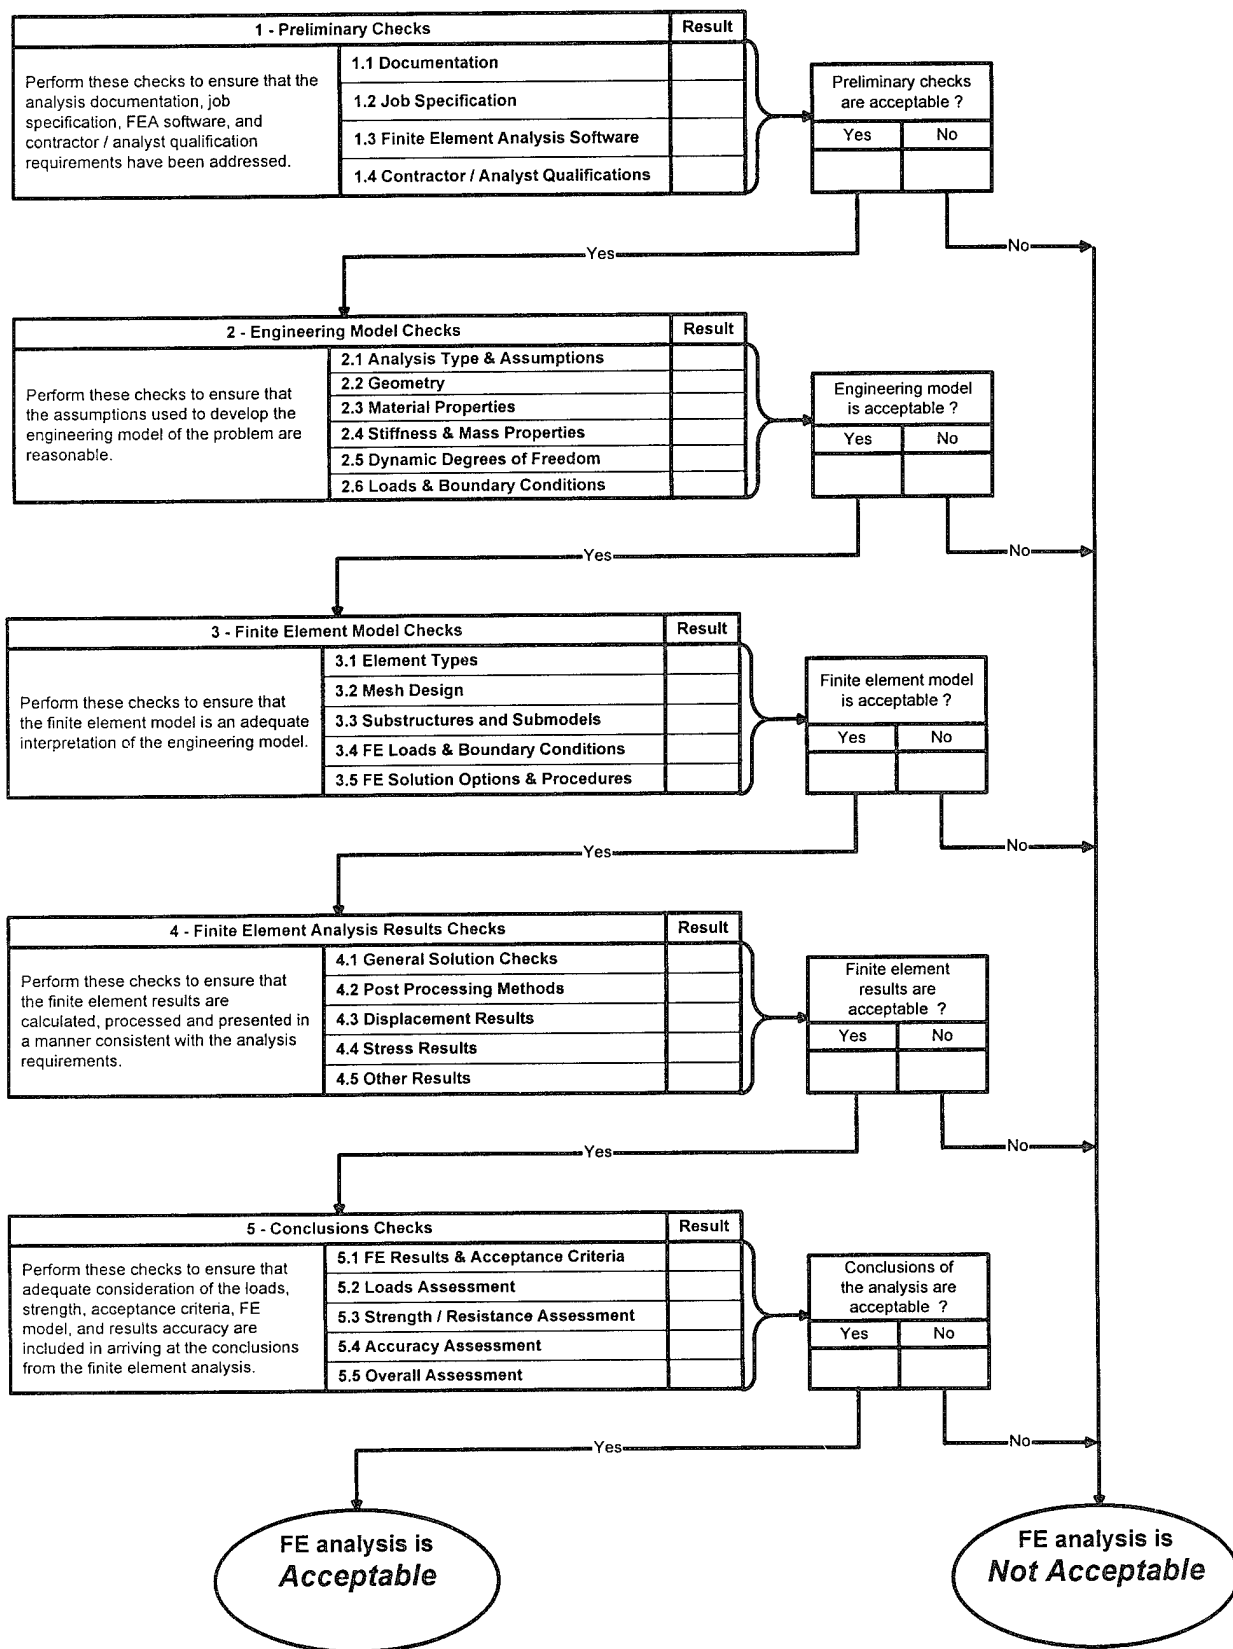 1 - Preliminary Checks
Result
Perform these checks to ensure that the
analysis documentation, job
specification, FEA software, and
contractor / analyst qualification
requirements have been addressed.
1.1 Documentation
1.2 Job Specification
1.3 Finite Element Analysis Software
1.4 Contractor / Analyst Qualifications
Preliminary checks
are acceptable ?
Yes
No
Yes
No
2 - Engineering Model Checks
Result
Perform these checks to ensure that
the assumptions used to develop the
engineering model of the problem are
reasonable.
2.1 Analysis Type & Assumptions
2.2 Geometry
2.3 Material Properties
2.4 Stiffness & Mass Properties
2.5 Dynamic Degrees of Freedom
2.6 Loads & Boundary Conditions
Engineering model
is acceptable ?
Yes
No
Yes
No
3 - Finite Element Model Checks
Result
Perform these checks to ensure that
the finite element model is an adequate
interpretation of the engineering model.
3.1 Element Types
3.2 Mesh Design
3.3 Substructures and Submodels
3.4 FE Loads & Boundary Conditions
3.5 FE Solution Options & Procedures
Finite element model
is acceptable ?
Yes
No
Yes
No
4 - Finite Element Analysis Results Checks
Result
Perform these checks to ensure that
the finite element results are
calculated, processed and presented in
a manner consistent with the analysis
requirements.
4.1 General Solution Checks
4.2 Post Processing Methods
4.3 Displacement Results
4.4 Stress Results
4.5 Other Results
Finite element
results are
acceptable ?
Yes
No
Yes
No
5 - Conclusions Checks
Result
Perform these checks to ensure that
adequate consideration of the loads,
strength, acceptance criteria, FE
model, and results accuracy are
included in arriving at the conclusions
from the finite element analysis.
5.1 FE Results & Acceptance Criteria
5.2 Loads Assessment
5.3 Strength / Resistance Assessment
5.4 Accuracy Assessment
5.5 Overall Assessment
Conclusions of
the analysis are
acceptable ?
Yes
No
Yes
No
FE analysis is
Acceptable
FE analysis is
Not Acceptable